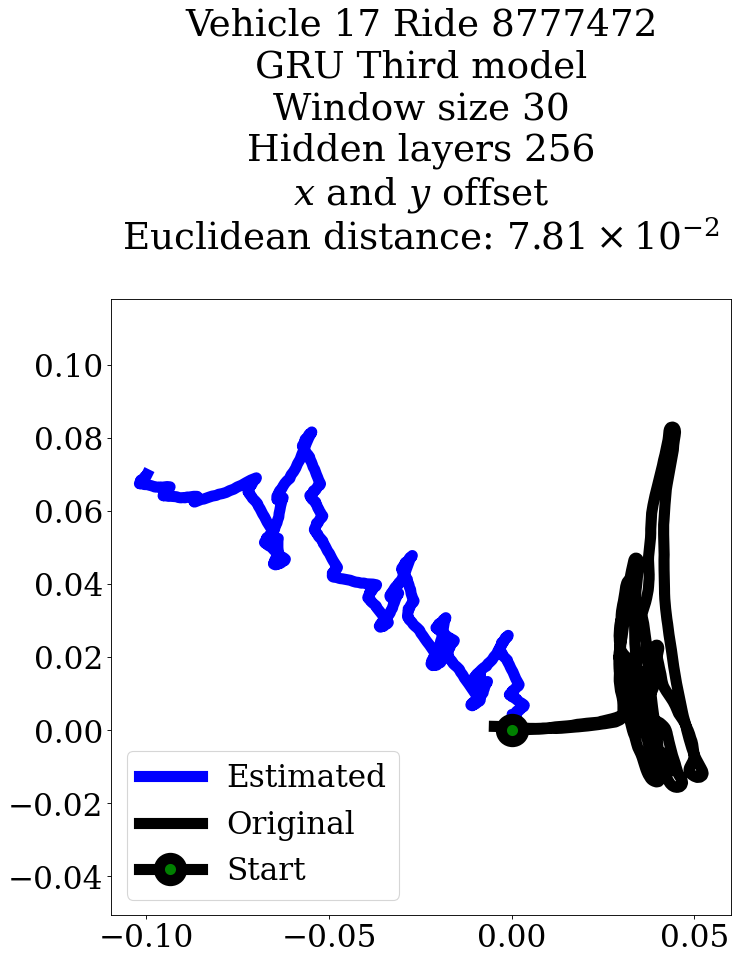 Vehicle 17 Ride 8777472
GRU Third model
Window size 30
Hidden layers 256
x and y offset
Euclidean distance: 7.81 × 10⁻²
0.10
0.08
0.06
0.04
0.02
0.00
−0.02
−0.04
Estimated
Original
Start
−0.10 −0.05 0.00 0.05